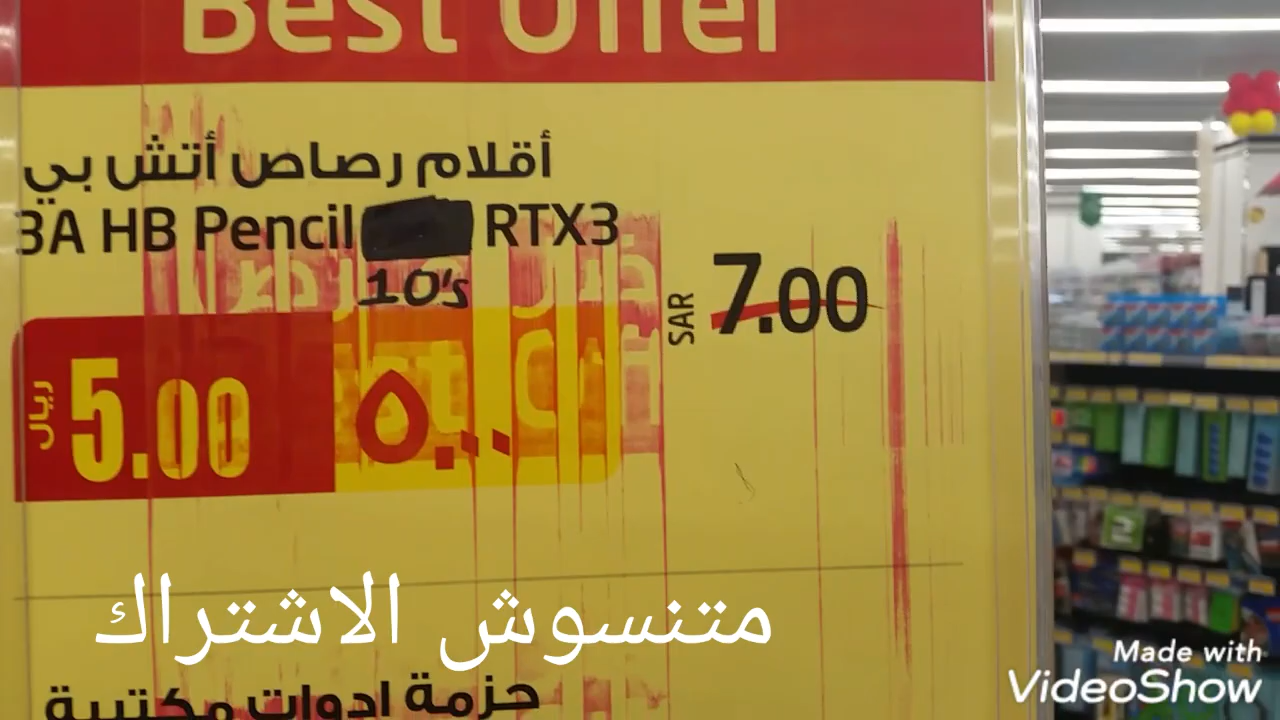 Best Offer
أقلام رصاص أتش بي
3A HB Pencil RTX3
10's
SAR 7.00
ريال 5.00
٥.٠٠
متنسوش الاشتراك
حزمة ادوات مكتبية
Made with
VideoShow